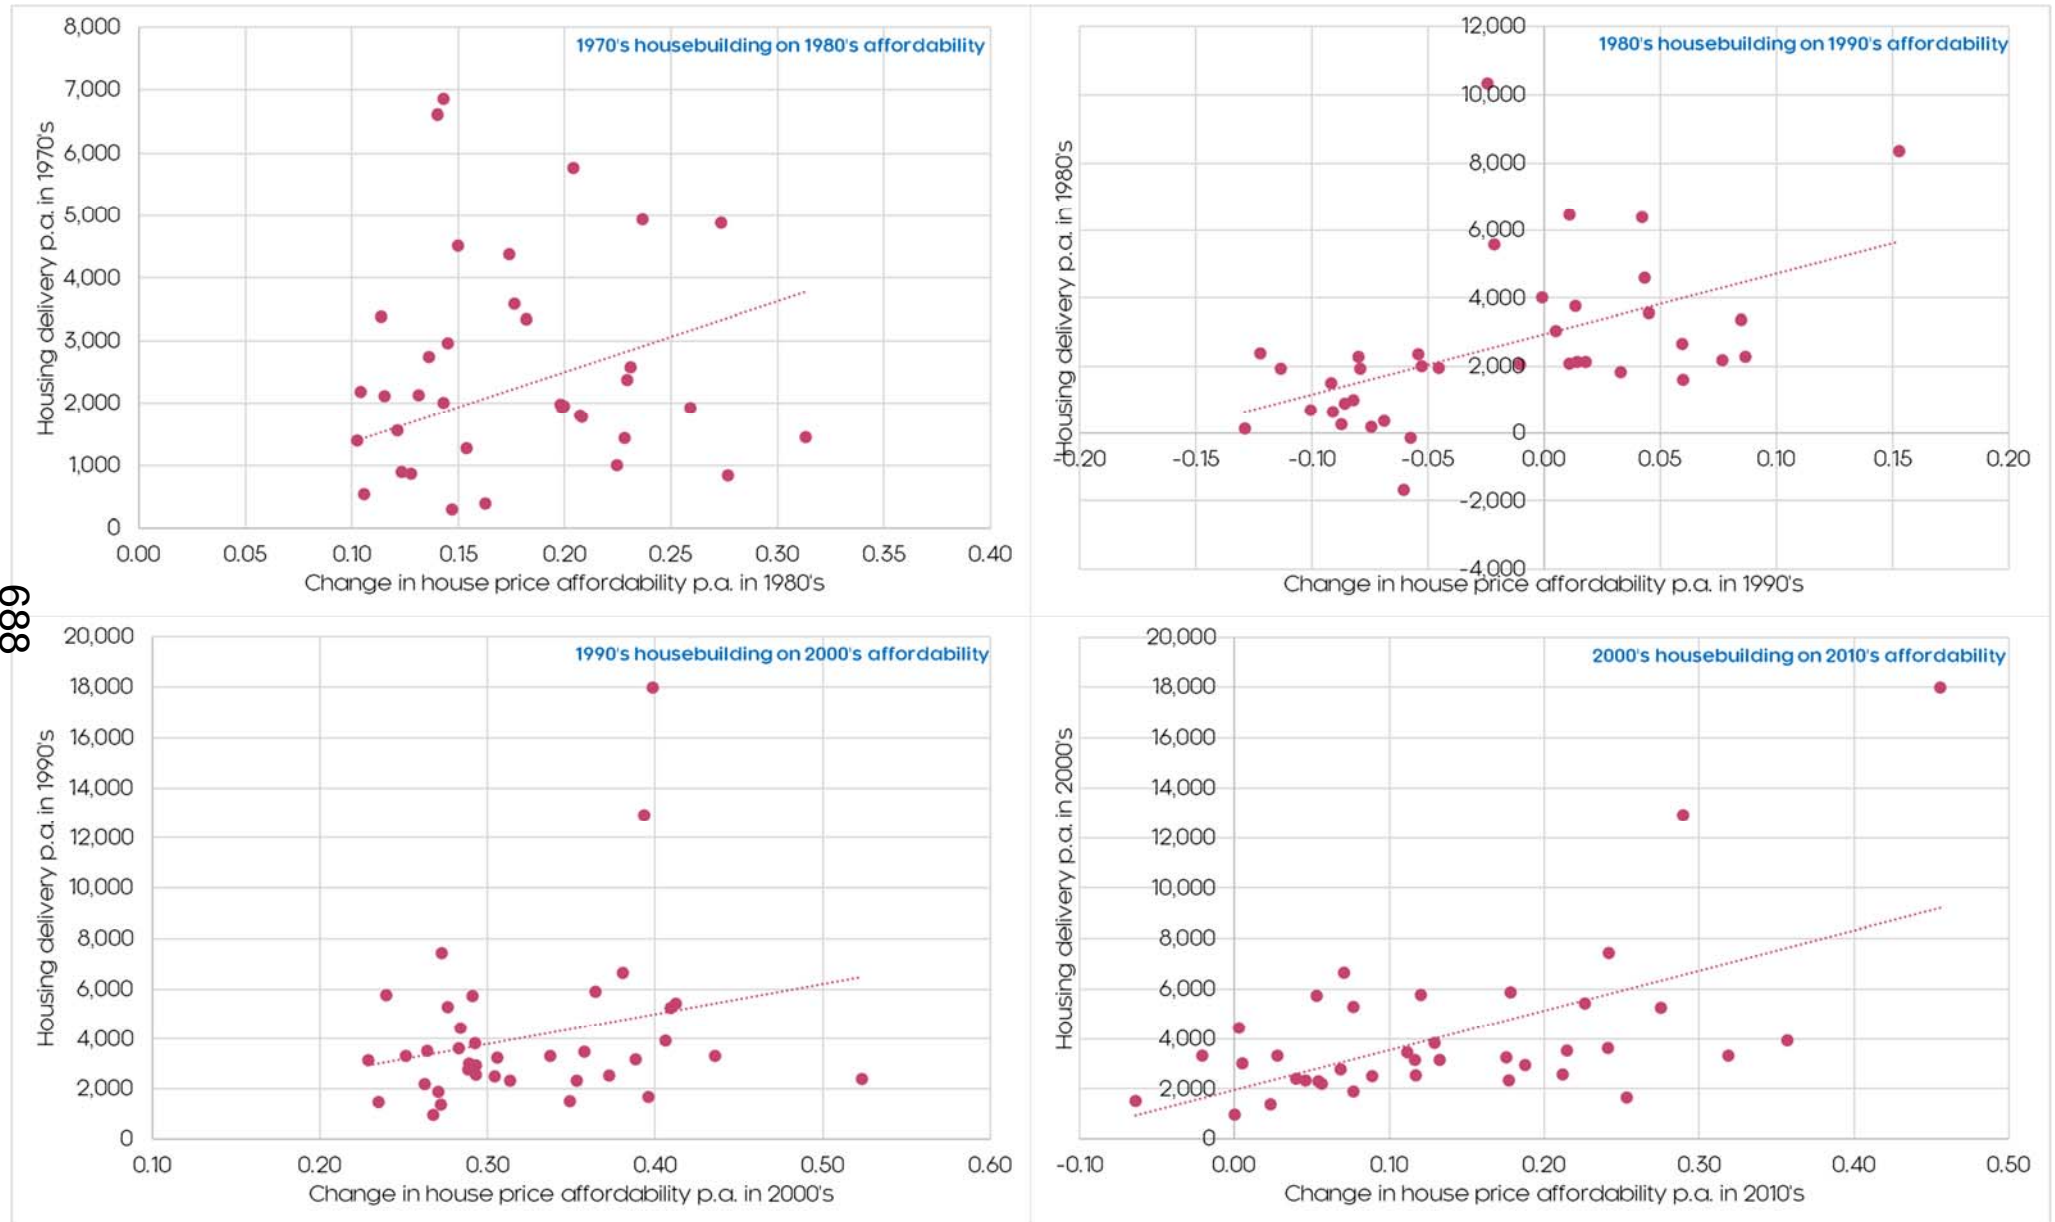 8,000
1970's housebuilding on 1980's affordability
7,000
6,000
5,000
4,000
3,000
2,000
1,000
0
Housing delivery p.a. in 1970's
0.00 0.05 0.10 0.15 0.20 0.25 0.30 0.35 0.40
Change in house price affordability p.a. in 1980's
12,000
1980's housebuilding on 1990's affordability
10,000
8,000
6,000
4,000
2,000
0
Housing delivery p.a. in 1980's
-0.20 -0.15 -0.10 -0.05 0.00 0.05 0.10 0.15 0.20
-2,000
-4,000
Change in house price affordability p.a. in 1990's
889
20,000
1990's housebuilding on 2000's affordability
18,000
16,000
14,000
12,000
10,000
8,000
6,000
4,000
2,000
0
Housing delivery p.a. in 1990's
0.10 0.20 0.30 0.40 0.50 0.60
Change in house price affordability p.a. in 2000's
20,000
2000's housebuilding on 2010's affordability
18,000
16,000
14,000
12,000
10,000
8,000
6,000
4,000
2,000
0
Housing delivery p.a. in 2000's
-0.10 0.00 0.10 0.20 0.30 0.40 0.50
Change in house price affordability p.a. in 2010's